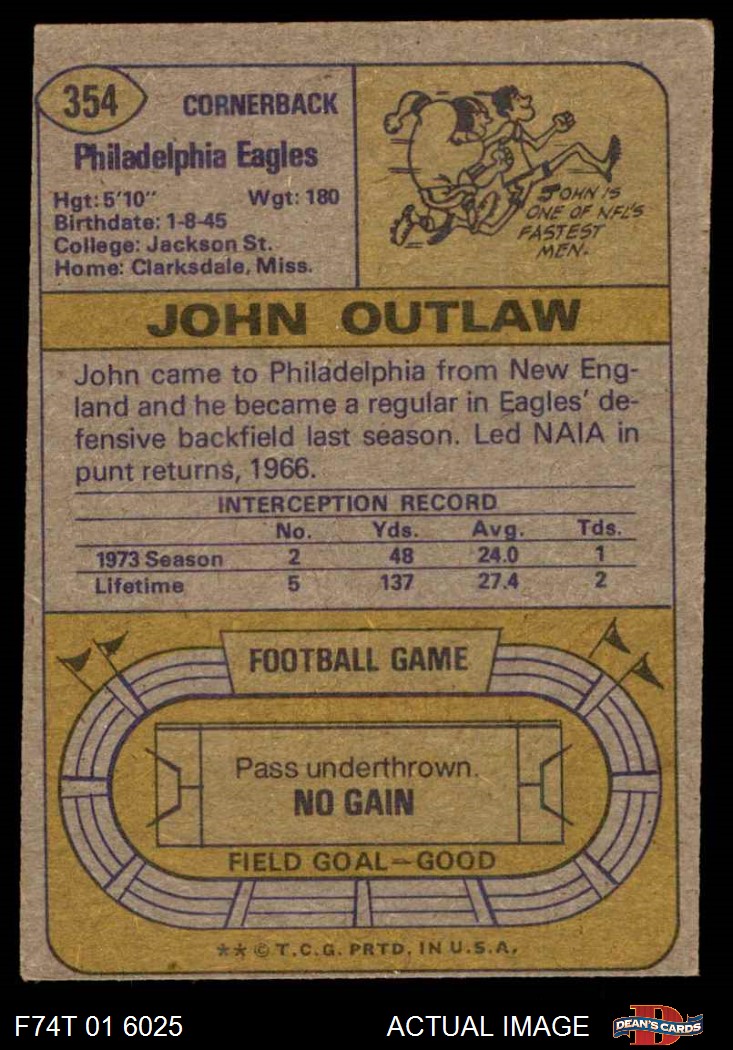 354
CORNERBACK
Philadelphia Eagles
Hgt: 5'10" Wgt: 180
Birthdate: 1-8-45
College: Jackson St.
Home: Clarksdale, Miss.
JOHN IS
ONE OF NFL'S
FASTEST
MEN.
JOHN OUTLAW
John came to Philadelphia from New Eng-
land and he became a regular in Eagles' de-
fensive backfield last season. Led NAIA in
punt returns, 1966.
INTERCEPTION RECORD
No. Yds. Avg. Tds.
1973 Season 2 48 24.0 1
Lifetime 5 137 27.4 2
FOOTBALL GAME
Pass underthrown.
NO GAIN
FIELD GOAL—GOOD
** © T.C.G. PRTD. IN U.S.A.
F74T 01 6025 ACTUAL IMAGE
D
DEAN'S CARDS